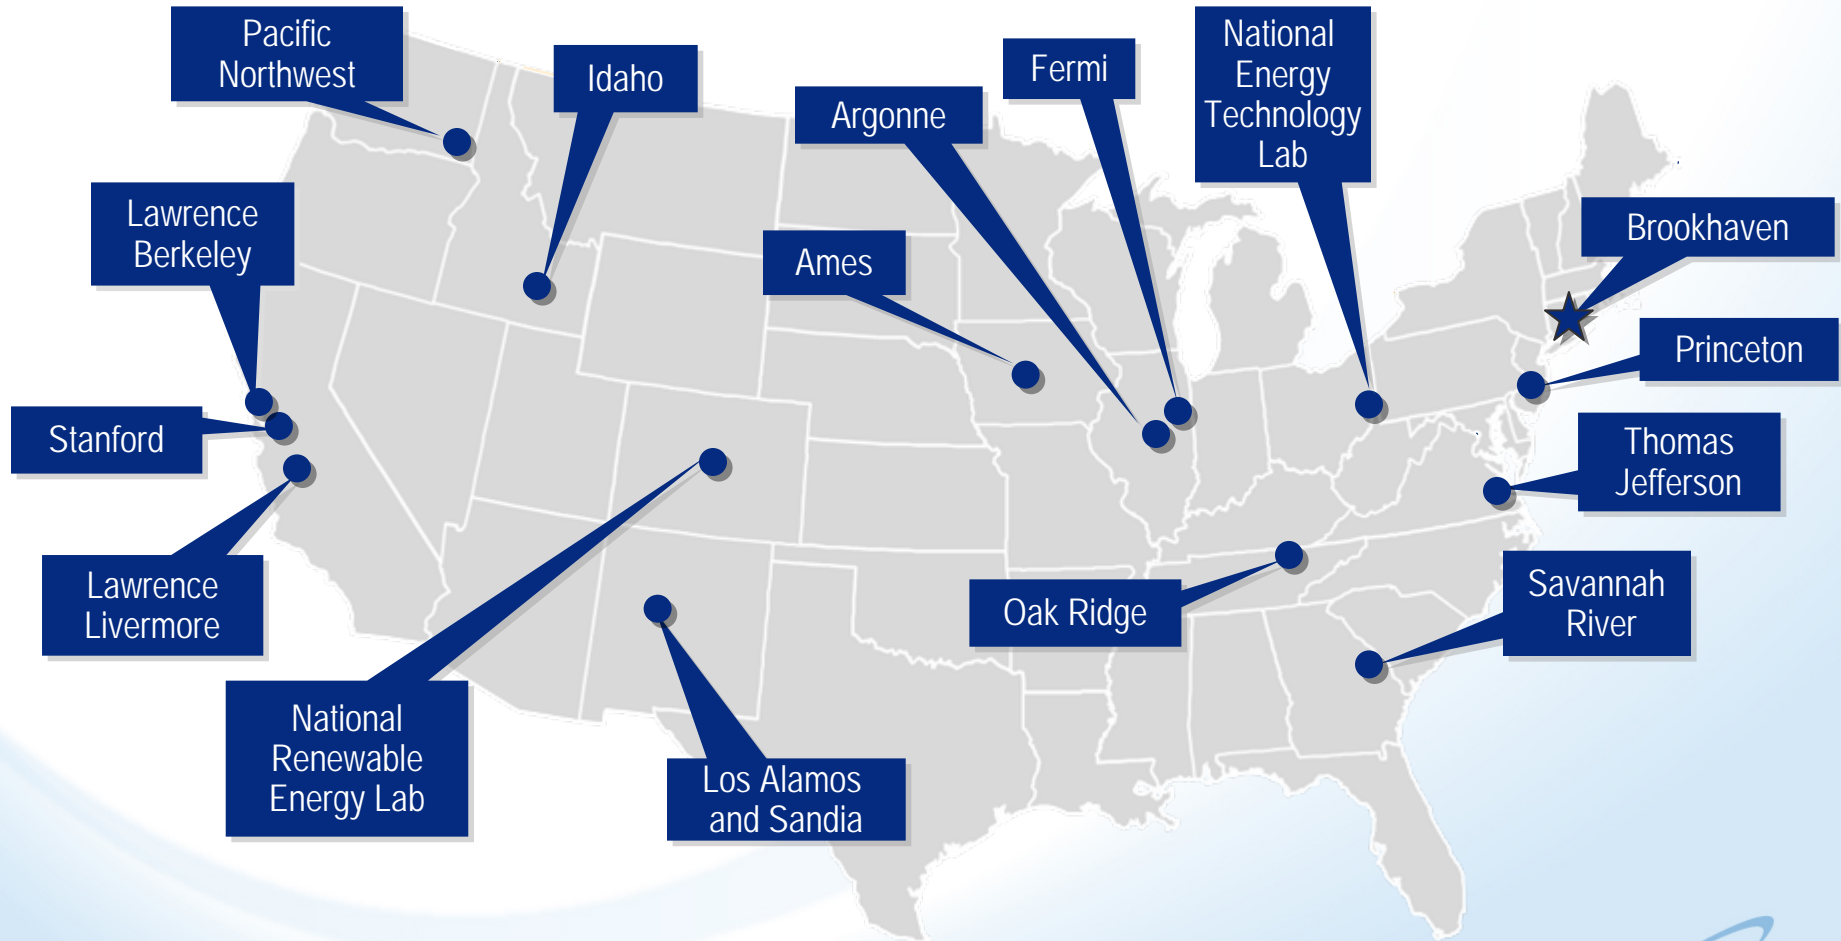 Pacific
Northwest
Idaho
Fermi
National
Energy
Technology
Lab
Argonne
Lawrence
Berkeley
Ames
Brookhaven
Princeton
Stanford
Thomas
Jefferson
Lawrence
Livermore
Oak Ridge
Savannah
River
National
Renewable
Energy Lab
Los Alamos
and Sandia